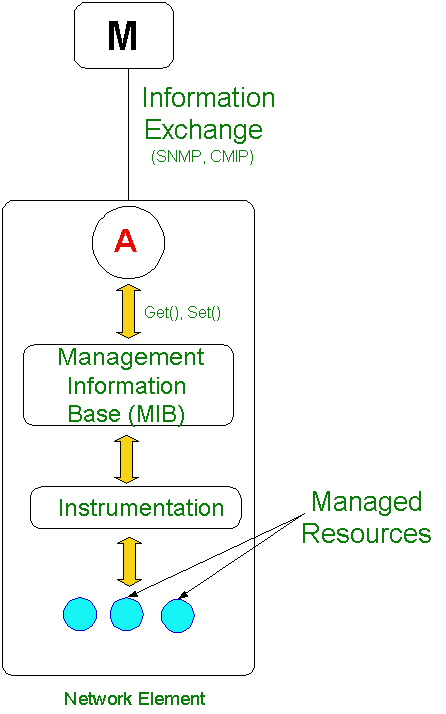 M
Information
Exchange
(SNMP, CMIP)
A
Get(), Set()
Management
Information
Base (MIB)
Instrumentation
Managed
Resources
Network Element